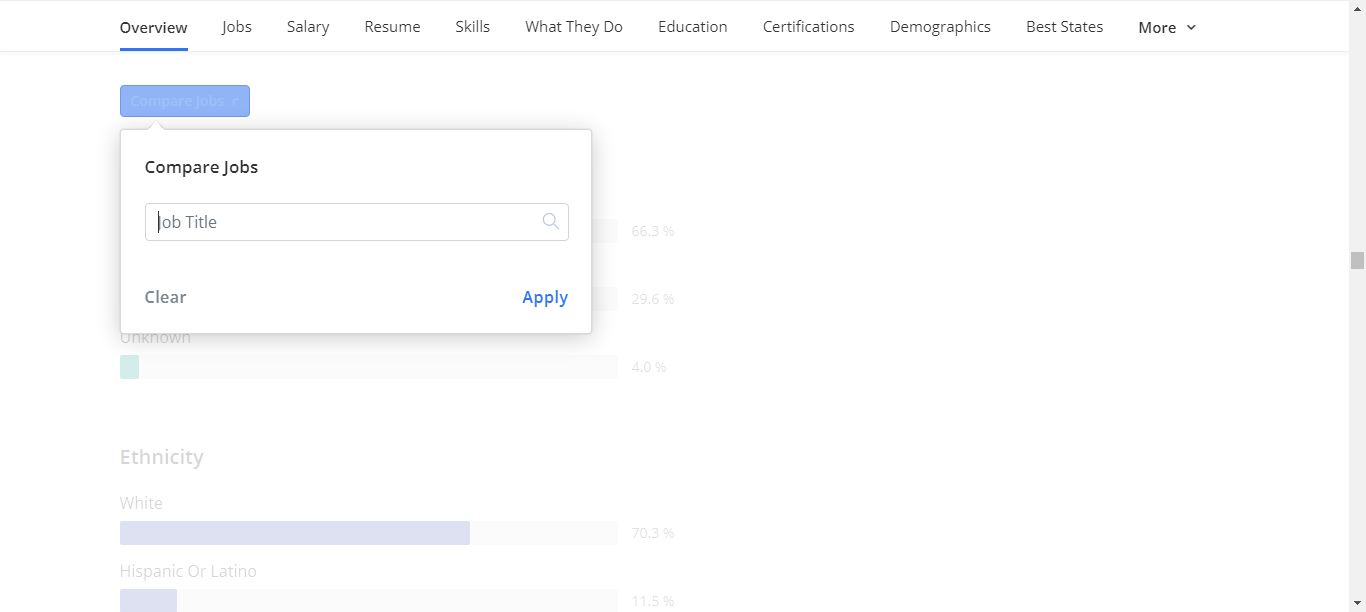 Overview Jobs Salary Resume Skills What They Do Education Certifications Demographics Best States More
Compare Jobs
Compare Jobs
Job Title
66.3 %
Clear Apply
29.6 %
Unknown
4.0 %
Ethnicity
White
70.3 %
Hispanic Or Latino
11.5 %